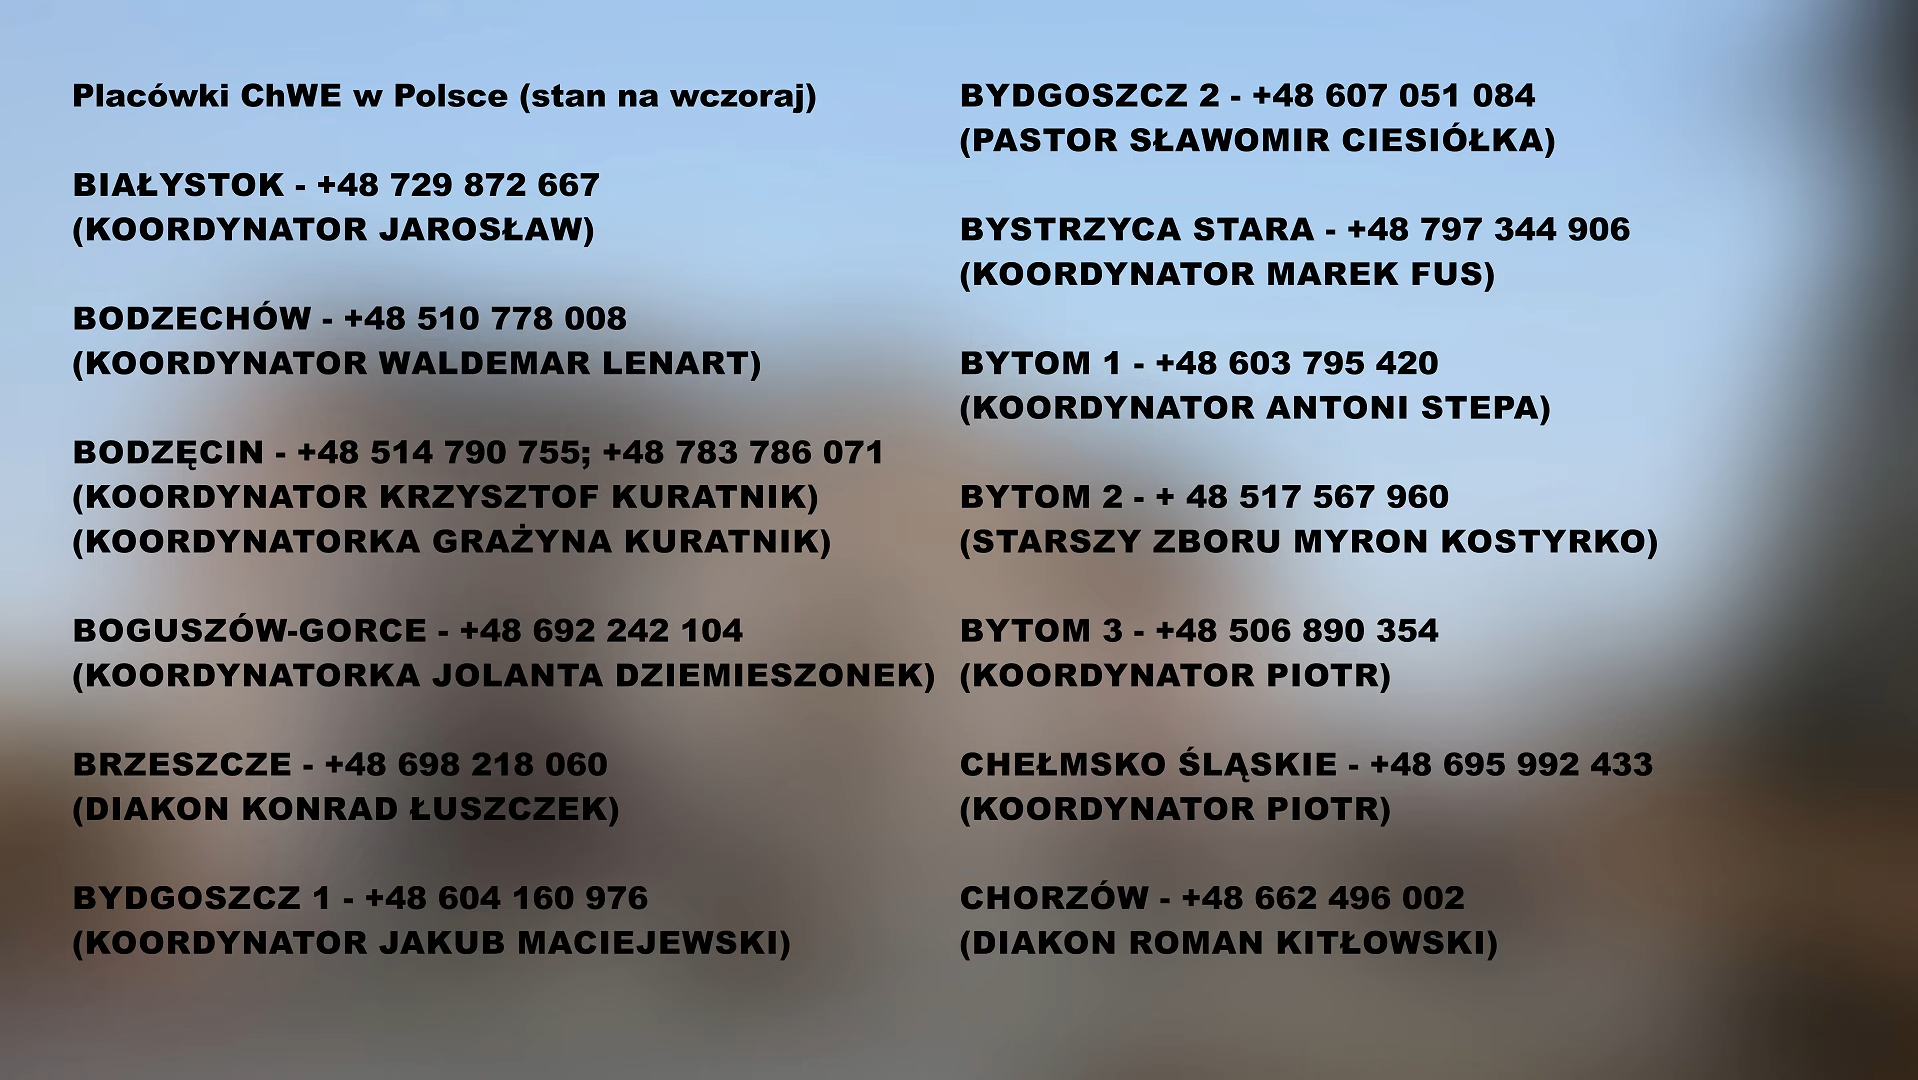 Placówki ChWE w Polsce (stan na wczoraj)
BIAŁYSTOK - +48 729 872 667
(KOORDYNATOR JAROSŁAW)
BODZECHÓW - +48 510 778 008
(KOORDYNATOR WALDEMAR LENART)
BODZĘCIN - +48 514 790 755; +48 783 786 071
(KOORDYNATOR KRZYSZTOF KURATNIK)
(KOORDYNATORKA GRAŻYNA KURATNIK)
BOGUSZÓW-GORCE - +48 692 242 104
(KOORDYNATORKA JOLANTA DZIEMIESZONEK)
BRZESZCZE - +48 698 218 060
(DIAKON KONRAD ŁUSZCZEK)
BYDGOSZCZ 1 - +48 604 160 976
(KOORDYNATOR JAKUB MACIEJEWSKI)
BYDGOSZCZ 2 - +48 607 051 084
(PASTOR SŁAWOMIR CIESIÓŁKA)
BYSTRZYCA STARA - +48 797 344 906
(KOORDYNATOR MAREK FUS)
BYTOM 1 - +48 603 795 420
(KOORDYNATOR ANTONI STEPA)
BYTOM 2 - + 48 517 567 960
(STARSZY ZBORU MYRON KOSTYRKO)
BYTOM 3 - +48 506 890 354
(KOORDYNATOR PIOTR)
CHEŁMSKO ŚLĄSKIE - +48 695 992 433
(KOORDYNATOR PIOTR)
CHORZÓW - +48 662 496 002
(DIAKON ROMAN KITŁOWSKI)